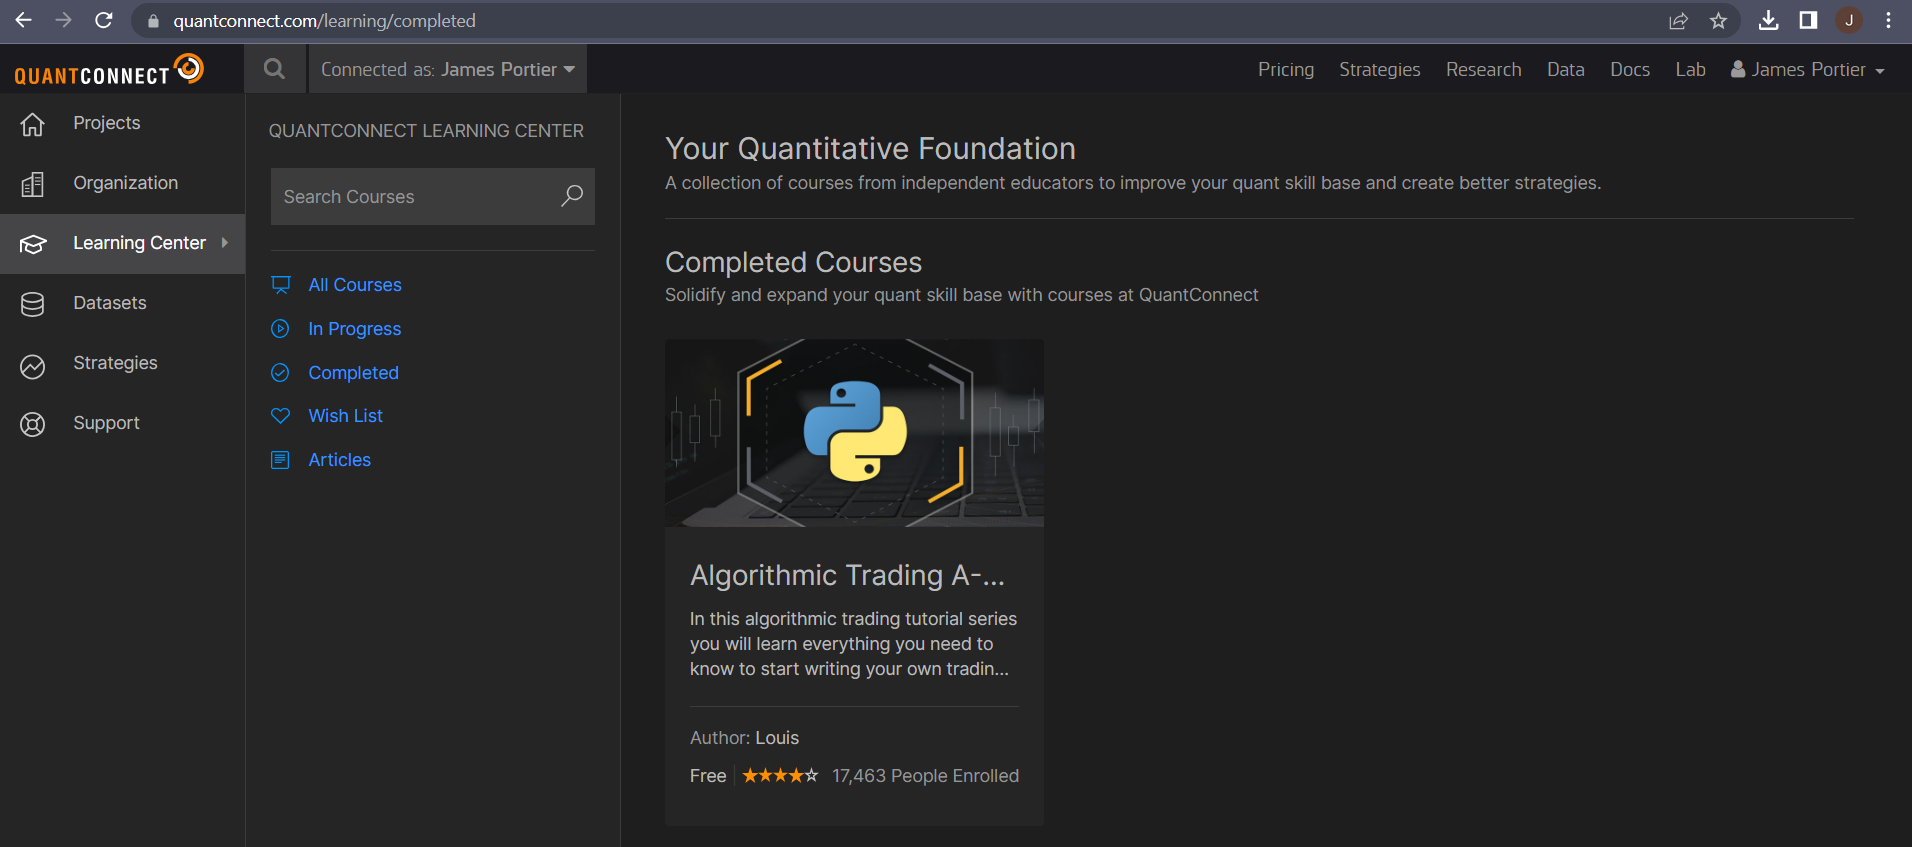 quantconnect.com/learning/completed
J
QUANTCONNECT
Connected as: James Portier
Pricing
Strategies
Research
Data
Docs
Lab
James Portier
Projects
Organization
Learning Center
Datasets
Strategies
Support
QUANTCONNECT LEARNING CENTER
Search Courses
All Courses
In Progress
Completed
Wish List
Articles
Your Quantitative Foundation
A collection of courses from independent educators to improve your quant skill base and create better strategies.
Completed Courses
Solidify and expand your quant skill base with courses at QuantConnect
Algorithmic Trading A-...
In this algorithmic trading tutorial series
you will learn everything you need to
know to start writing your own tradin...
Author: Louis
Free
17,463 People Enrolled